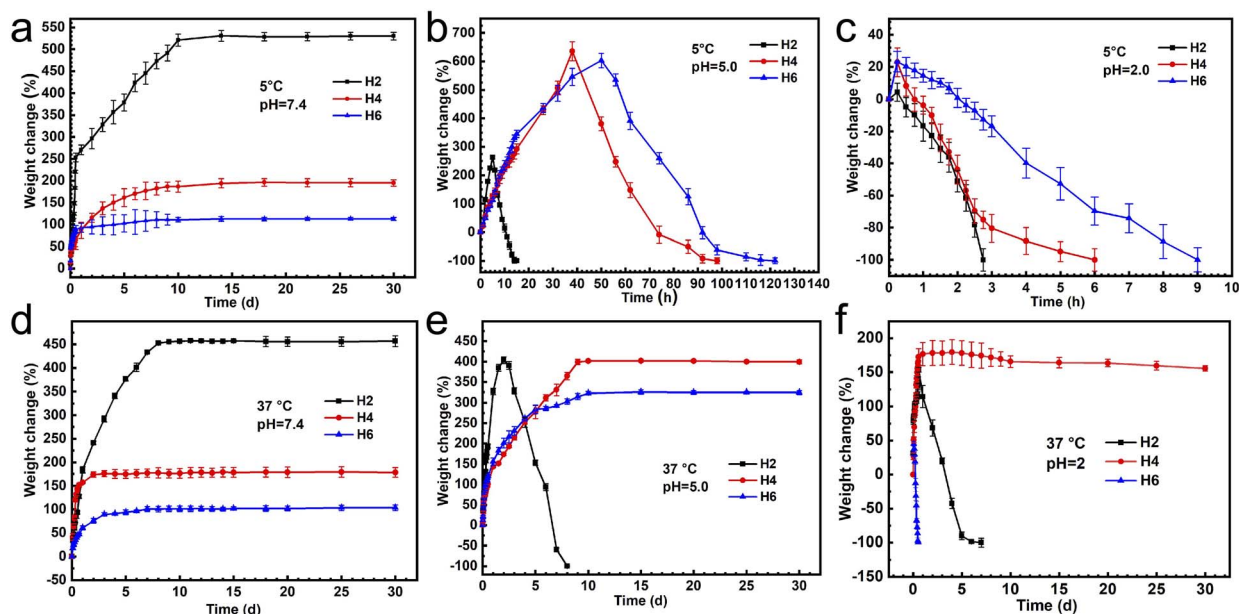 a
Weight change (%)
550
500
450
400
350
300
250
200
150
100
50
0
5°C
pH=7.4
H2
H4
H6
0 5 10 15 20 25 30
Time (d)
b
Weight change (%)
700
600
500
400
300
200
100
0
-100
5°C
pH=5.0
H2
H4
H6
0 10 20 30 40 50 60 70 80 90 100 110 120 130 140
Time (h)
c
Weight change (%)
40
20
0
-20
-40
-60
-80
-100
5°C
pH=2.0
H2
H4
H6
0 1 2 3 4 5 6 7 8 9 10
Time (h)
d
Weight change (%)
450
400
350
300
250
200
150
100
50
0
-50
37 °C
pH=7.4
H2
H4
H6
0 5 10 15 20 25 30
Time (d)
e
Weight change (%)
450
400
350
300
250
200
150
100
50
0
-50
-100
37 °C
pH=5.0
H2
H4
H6
0 5 10 15 20 25 30
Time (d)
f
Weight change (%)
200
150
100
50
0
-50
-100
-150
37 °C
pH=2
H2
H4
H6
0 5 10 15 20 25 30
Time (d)